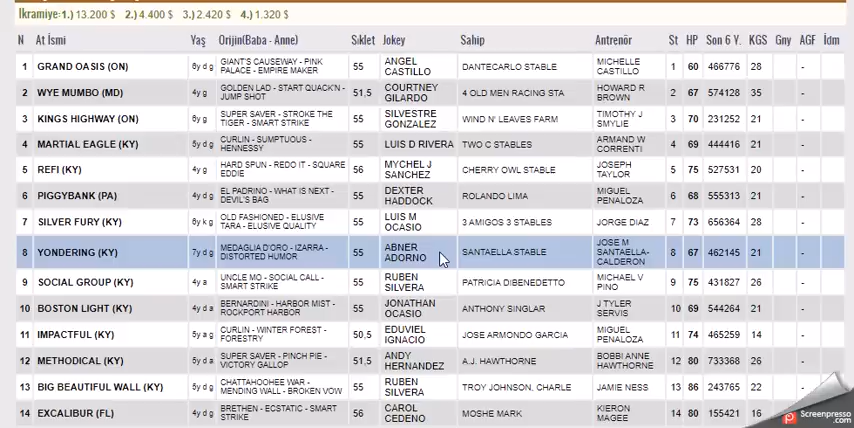 İkramiye: 1.) 13.200 $ 2.) 4.400 $ 3.) 2.420 $ 4.) 1.320 $
N At İsmi Yaş Orijin(Baba - Anne) Sıklet Jokey Sahip Antrenör St HP Son 6 Y. KGS Gny AGF İdm
1 GRAND OASIS (ON) 6y d g GIANT'S CAUSEWAY - PINK PALACE - EMPIRE MAKER 55 ANGEL CASTILLO DANTECARLO STABLE MICHELLE CASTILLO 1 60 466776 28 -
2 WYE MUMBO (MD) 4y g GOLDEN LAD - START QUACK'N - JUMP SHOT 51,5 COURTNEY GILARDO 4 OLD MEN RACING STA HOWARD R BROWN 2 67 574128 35 -
3 KINGS HIGHWAY (ON) 6y g SUPER SAVER - STROKE THE TIGER - SMART STRIKE 55 SILVESTRE GONZALEZ WIND N' LEAVES FARM TIMOTHY J SMYLIE 3 70 231252 21 -
4 MARTIAL EAGLE (KY) 5y d g CURLIN - SUMPTUOUS - HENNESSY 55 LUIS D RIVERA TWO C STABLES ARMAND W CORRENTI 4 69 444416 21 -
5 REFI (KY) 4y g HARD SPUN - REDO IT - SQUARE EDDIE 56 MYCHEL J SANCHEZ CHERRY OWL STABLE JOSEPH TAYLOR 5 75 527531 20 -
6 PIGGYBANK (PA) 4y d g EL PADRINO - WHAT IS NEXT - DEVIL'S BAG 55 DEXTER HADDOCK ROLANDO LIMA MIGUEL PENALOZA 6 68 555313 21 -
7 SILVER FURY (KY) 6y k g OLD FASHIONED - ELUSIVE TARA - ELUSIVE QUALITY 55 LUIS M OCASIO 3 AMIGOS 3 STABLES JORGE DIAZ 7 73 656364 28 -
8 YONDERING (KY) 7y d g MEDAGLIA D'ORO - IZARRA - DISTORTED HUMOR 55 ABNER ADORNO SANTAELLA STABLE JOSE M SANTAELLA-CALDERON 8 67 462145 21 -
9 SOCIAL GROUP (KY) 4y a UNCLE MO - SOCIAL CALL - SMART STRIKE 55 RUBEN SILVERA PATRICIA DIBENEDETTO MICHAEL V PINO 9 75 431827 26 -
10 BOSTON LIGHT (KY) 4y d a BERNARDINI - HARBOR MIST - ROCKPORT HARBOR 55 JONATHAN OCASIO ANTHONY SINGLAR J TYLER SERVIS 10 69 544264 21 -
11 IMPACTFUL (KY) 5y a g CURLIN - WINTER FOREST - FORESTRY 50,5 EDUVIEL IGNACIO JOSE ARMONDO GARCIA MIGUEL PENALOZA 11 74 465259 14 -
12 METHODICAL (KY) 5y d a SUPER SAVER - PINCH PIE - VICTORY GALLOP 51,5 ANDY HERNANDEZ A.J. HAWTHORNE BOBBI ANNE HAWTHORNE 12 80 733368 26 -
13 BIG BEAUTIFUL WALL (KY) 5y d g CHATTAHOOCHEE WAR - MENDING WALL - BROKEN VOW 55 RUBEN SILVERA TROY JOHNSON, CHARLE JAMIE NESS 13 86 243765 22 -
14 EXCALIBUR (FL) 4y d g BRETHEN - ECSTATIC - SMART STRIKE 56 CAROL CEDENO MOSHE MARK KIERON MAGEE 14 80 155421 16 -
Screenpresso.com